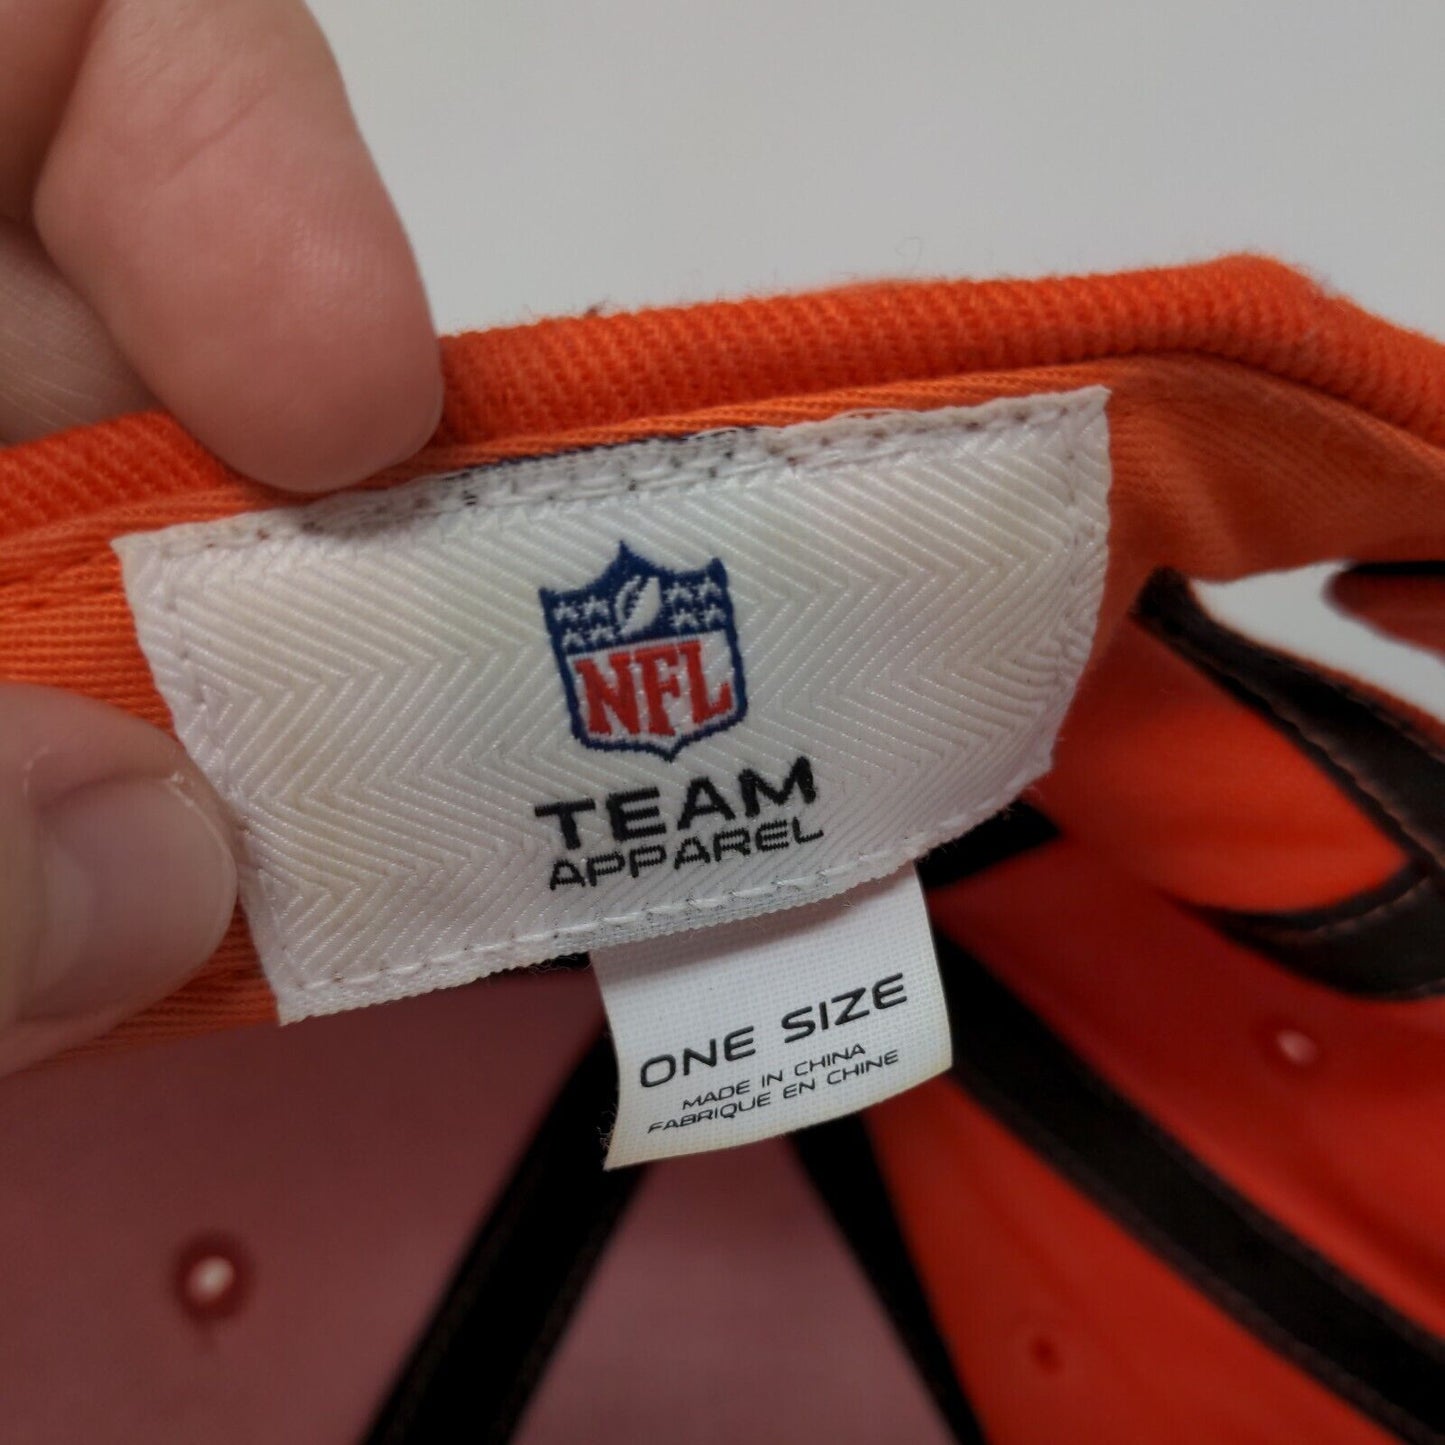 NFL
TEAM
APPAREL
ONE SIZE
MADE IN CHINA
FABRIQUE EN CHINE